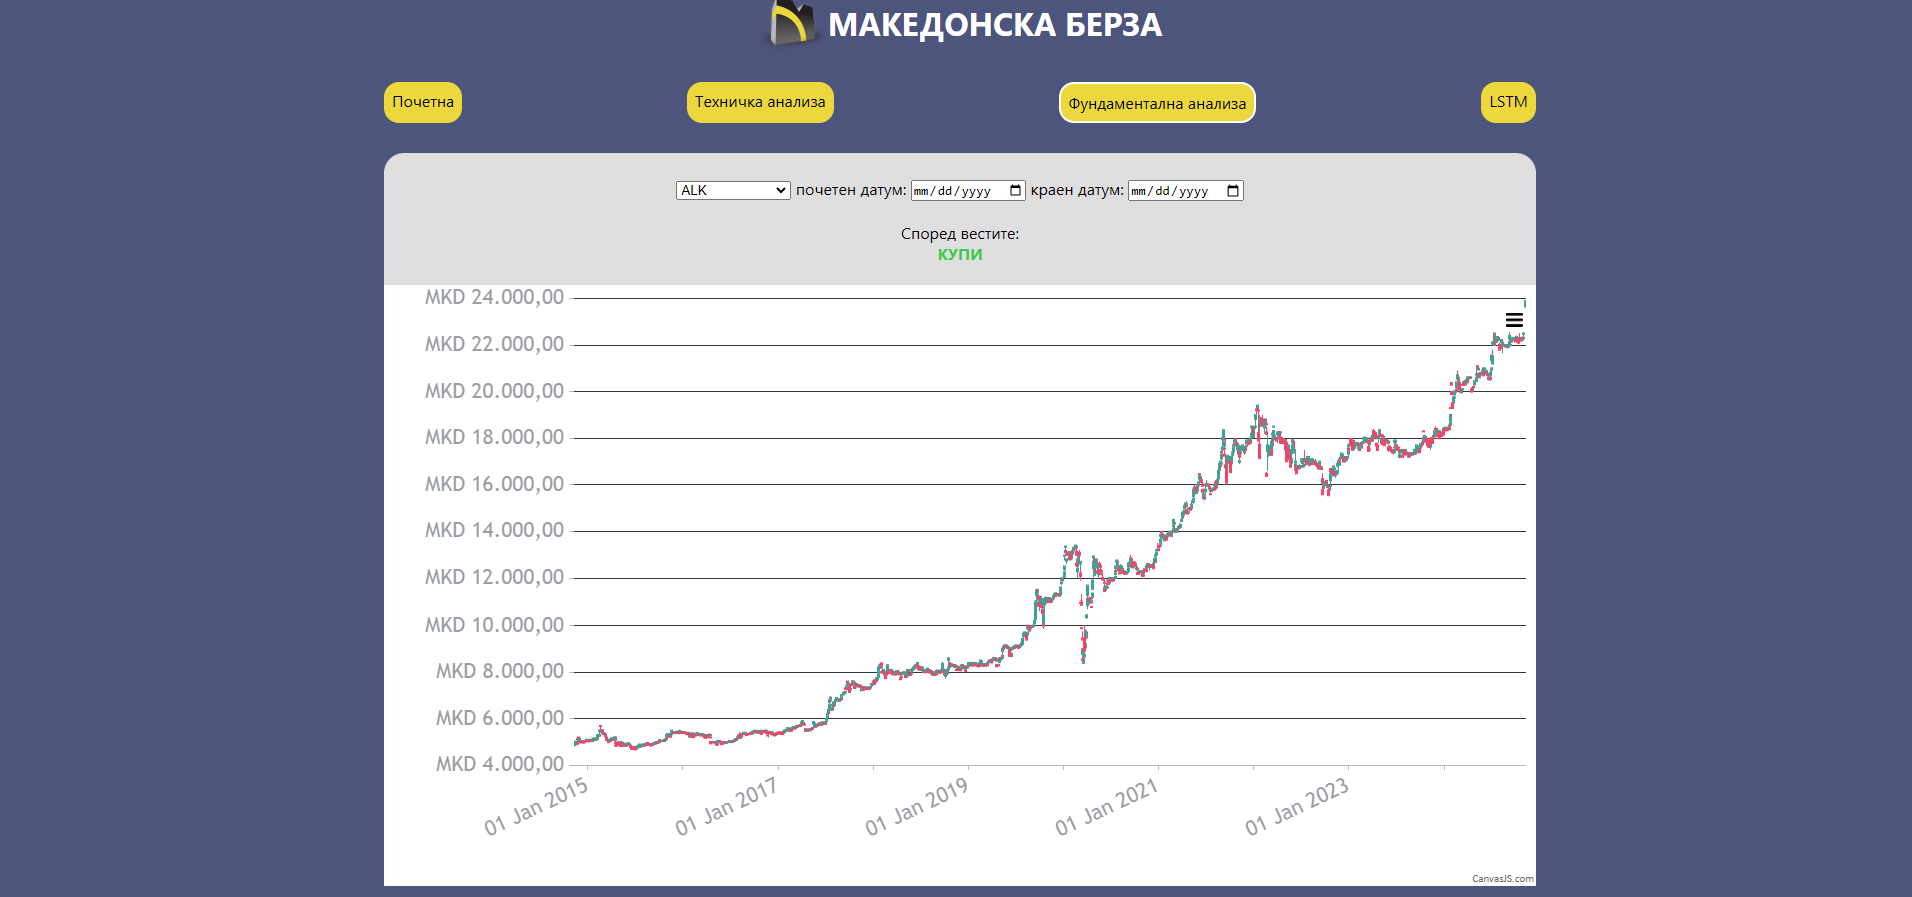 МАКЕДОНСКА БЕРЗА
Почетна
Техничка анализа
Фундаментална анализа
LSTM
ALK почетен датум: mm/dd/yyyy краен датум: mm/dd/yyyy
Според вестите:
КУПИ
MKD 24.000,00
MKD 22.000,00
MKD 20.000,00
MKD 18.000,00
MKD 16.000,00
MKD 14.000,00
MKD 12.000,00
MKD 10.000,00
MKD 8.000,00
MKD 6.000,00
MKD 4.000,00
01 Jan 2015
01 Jan 2017
01 Jan 2019
01 Jan 2021
01 Jan 2023
CanvasJS.com